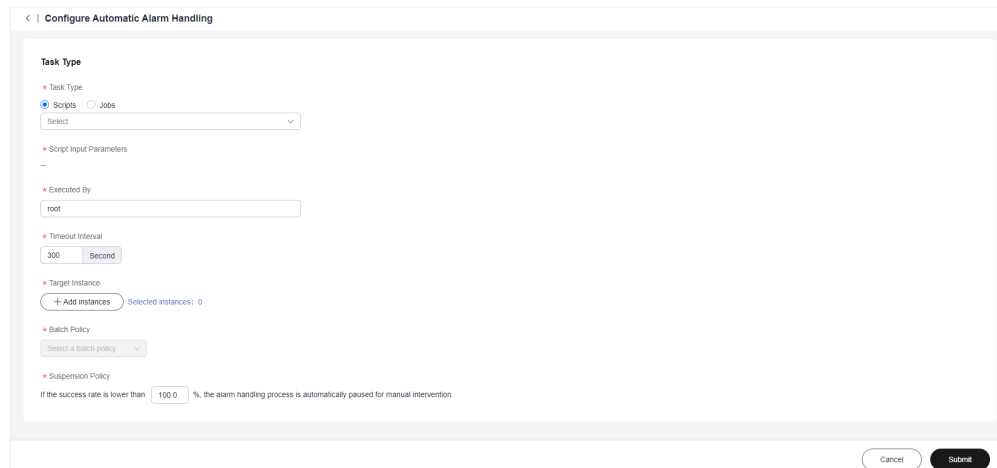 < | Configure Automatic Alarm Handling
Task Type
* Task Type
Scripts Jobs
Select
* Script Input Parameters
--
* Executed By
root
* Timeout Interval
300 Second
* Target Instance
+ Add instances Selected instances: 0
* Batch Policy
Select a batch policy.
* Suspension Policy
If the success rate is lower than 100.0 %, the alarm handling process is automatically paused for manual intervention.
Cancel Submit